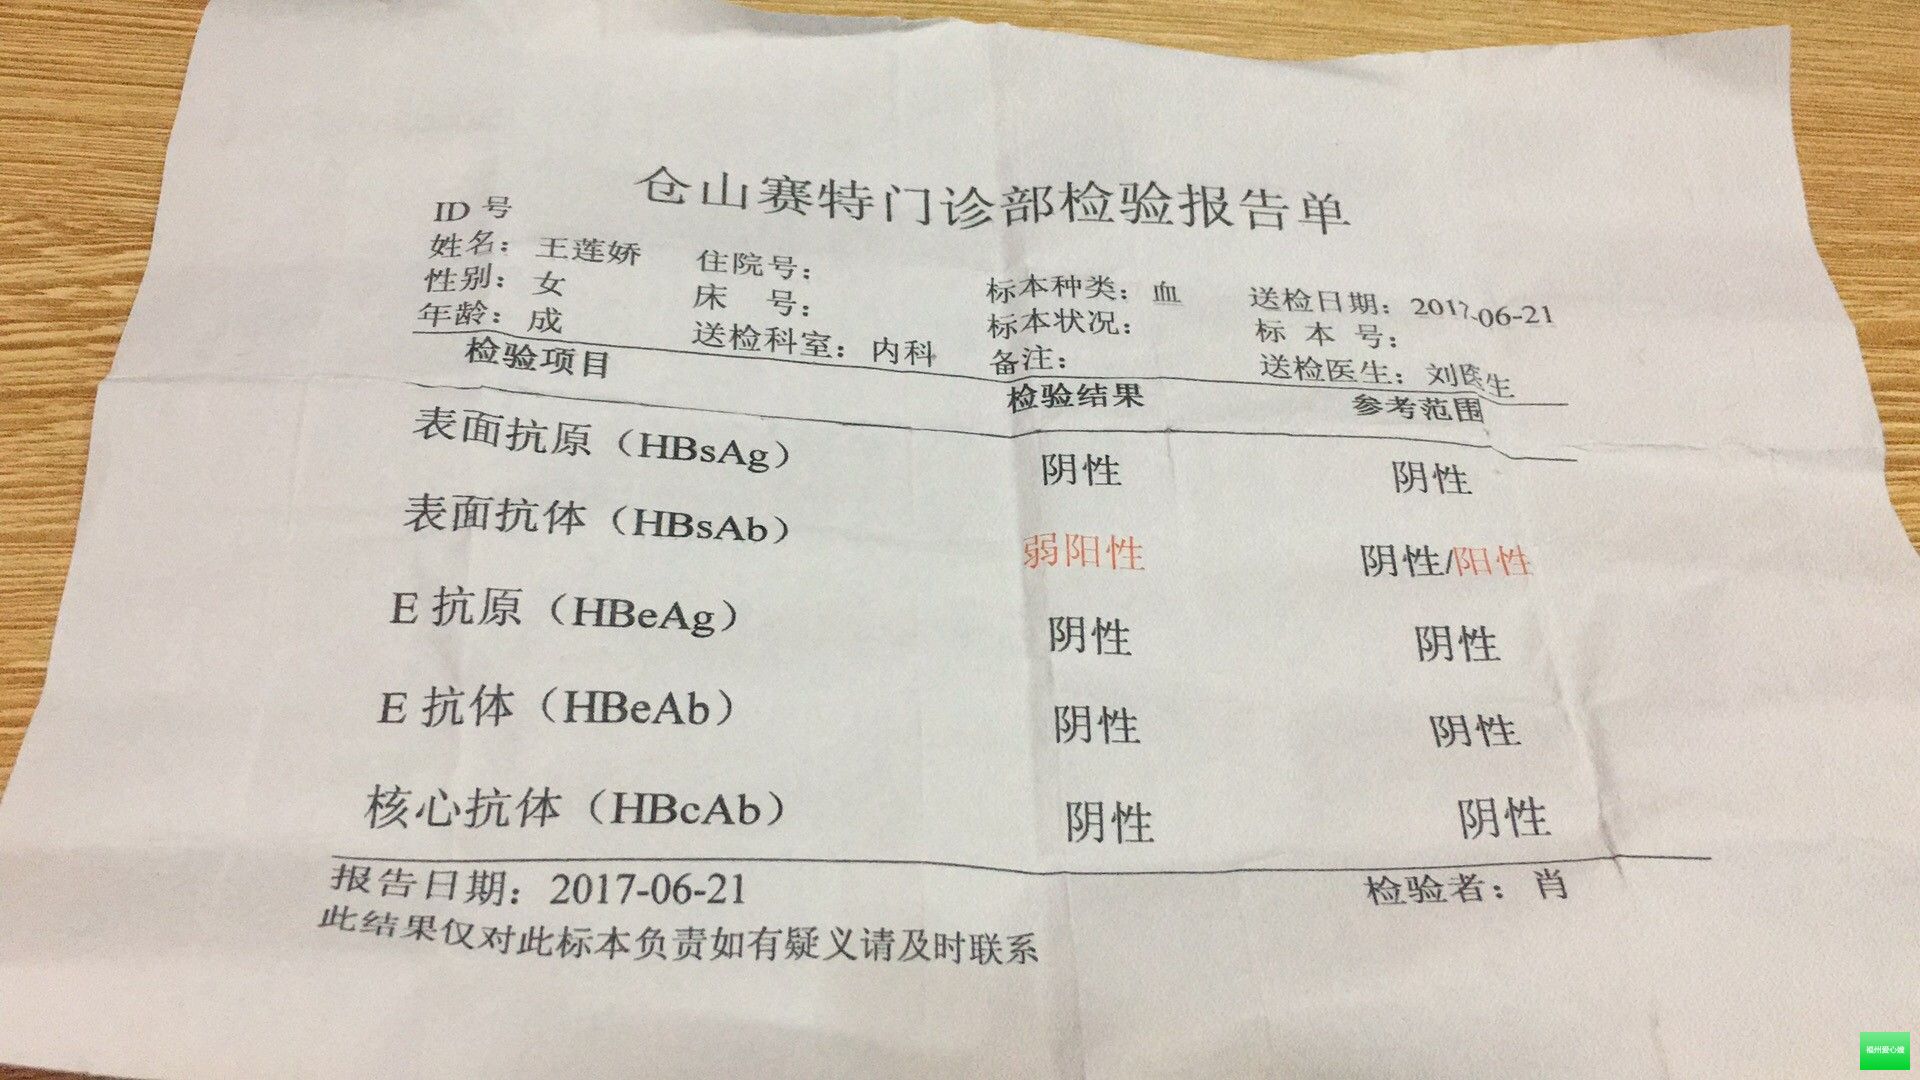 仓山赛特门诊部检验报告单
ID 号
姓名： 王莲娇 住院号： 标本种类： 血 送检日期： 2017-06-21
性别： 女 床 号： 标本状况： 标 本 号：
年龄： 成 送检科室： 内科 备注： 送检医生： 刘医生
检验项目 检验结果 参考范围
表面抗原（HBsAg） 阴性 阴性
表面抗体（HBsAb） 弱阳性 阴性/阳性
E 抗原（HBeAg） 阴性 阴性
E 抗体（HBeAb） 阴性 阴性
核心抗体（HBcAb） 阴性 阴性
报告日期： 2017-06-21 检验者： 肖
此结果仅对此标本负责如有疑义请及时联系
福州爱心嫂